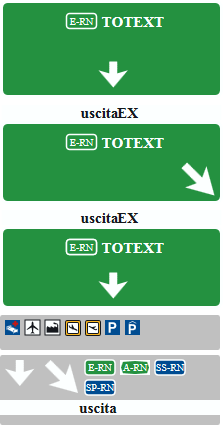 E-RN TOTEXT
uscitaEX
E-RN TOTEXT
uscitaEX
E-RN TOTEXT
P P
E-RN A-RN SS-RN
SP-RN
uscita